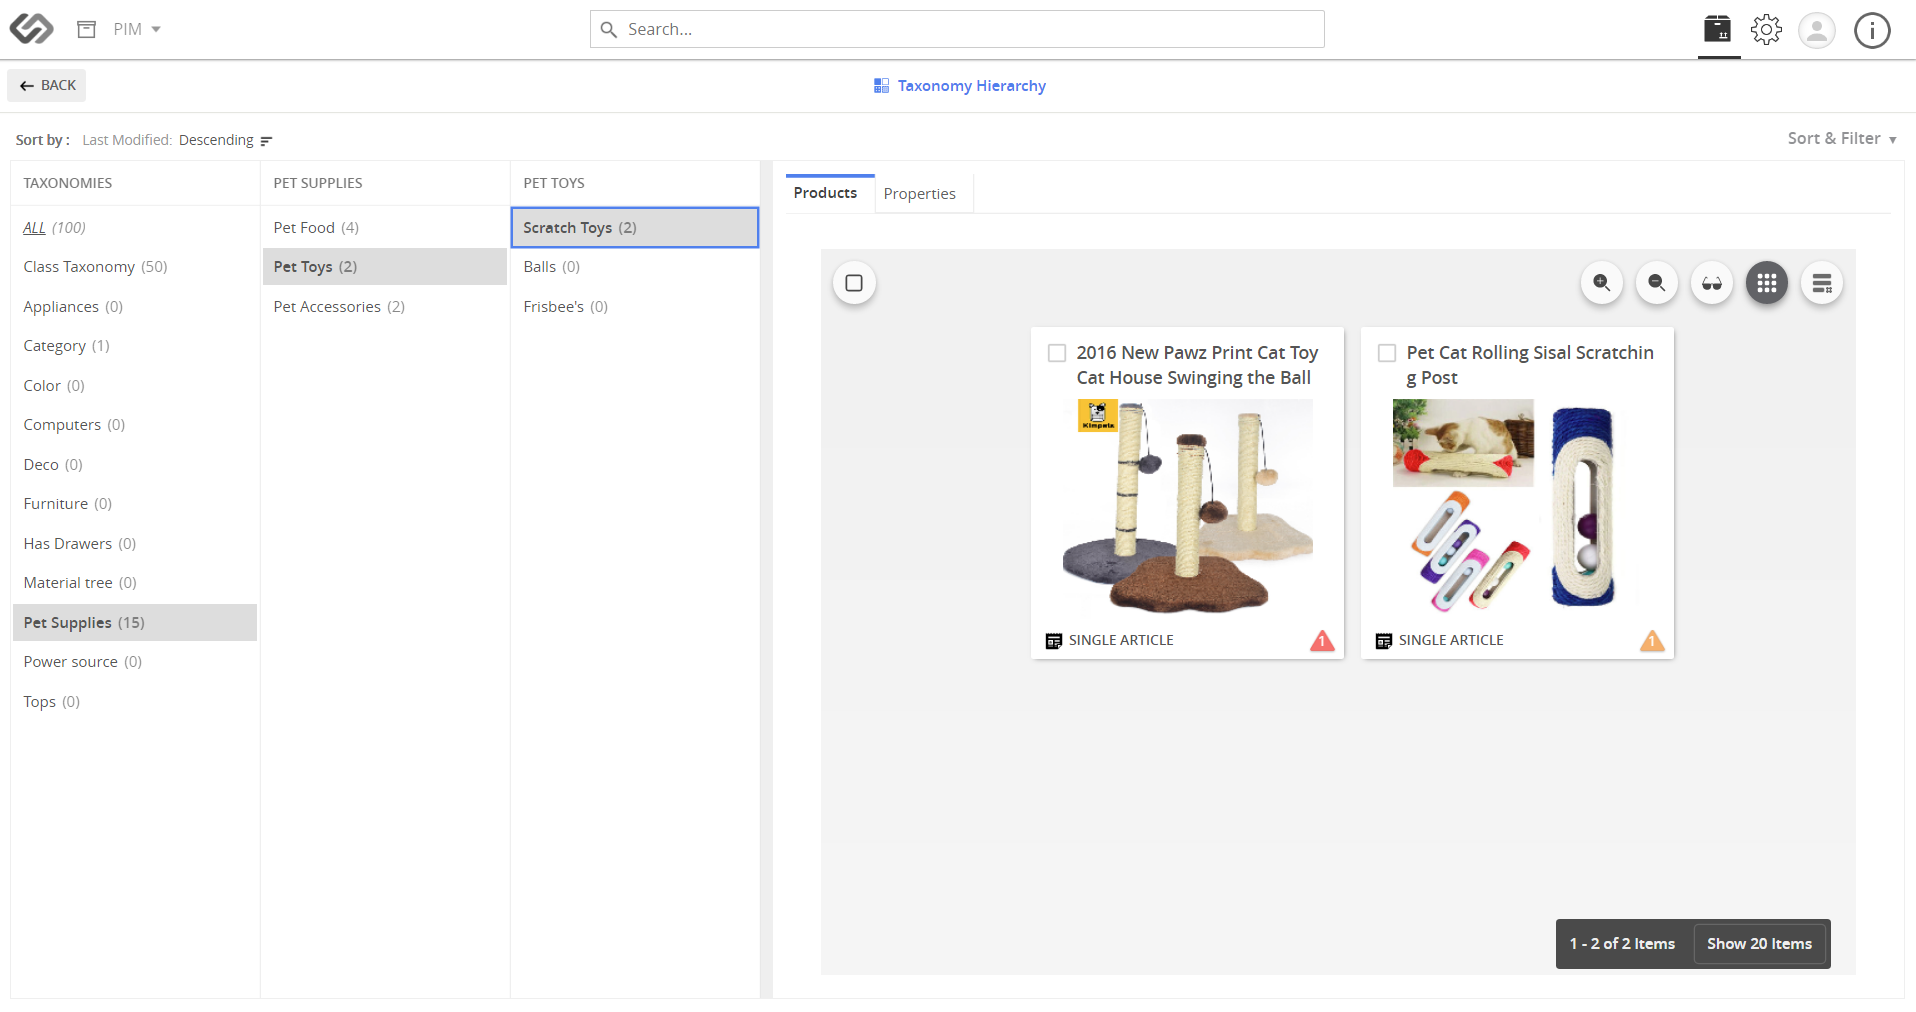 PIM
Search...
BACK
Taxonomy Hierarchy
Sort by : Last Modified: Descending
Sort & Filter
TAXONOMIES
ALL (100)
Class Taxonomy (50)
Appliances (0)
Category (1)
Color (0)
Computers (0)
Deco (0)
Furniture (0)
Has Drawers (0)
Material tree (0)
Pet Supplies (15)
Power source (0)
Tops (0)
PET SUPPLIES
Pet Food (4)
Pet Toys (2)
Pet Accessories (2)
PET TOYS
Scratch Toys (2)
Balls (0)
Frisbee's (0)
Products
Properties
2016 New Pawz Print Cat Toy
Cat House Swinging the Ball
Kimpets
SINGLE ARTICLE
1
Pet Cat Rolling Sisal Scratchin
g Post
SINGLE ARTICLE
1
1 - 2 of 2 Items
Show 20 Items